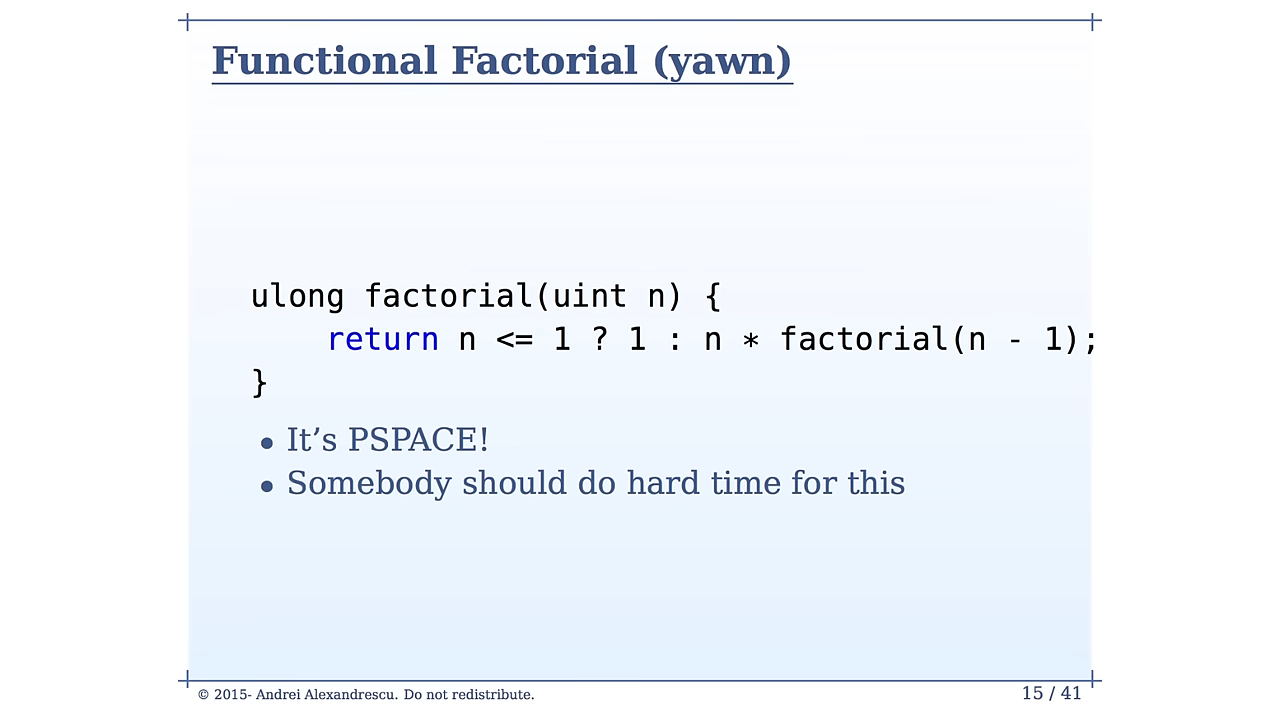 Functional Factorial (yawn)
ulong factorial(uint n) {
    return n <= 1 ? 1 : n * factorial(n - 1);
}
• It’s PSPACE!
• Somebody should do hard time for this
© 2015- Andrei Alexandrescu. Do not redistribute.
15 / 41